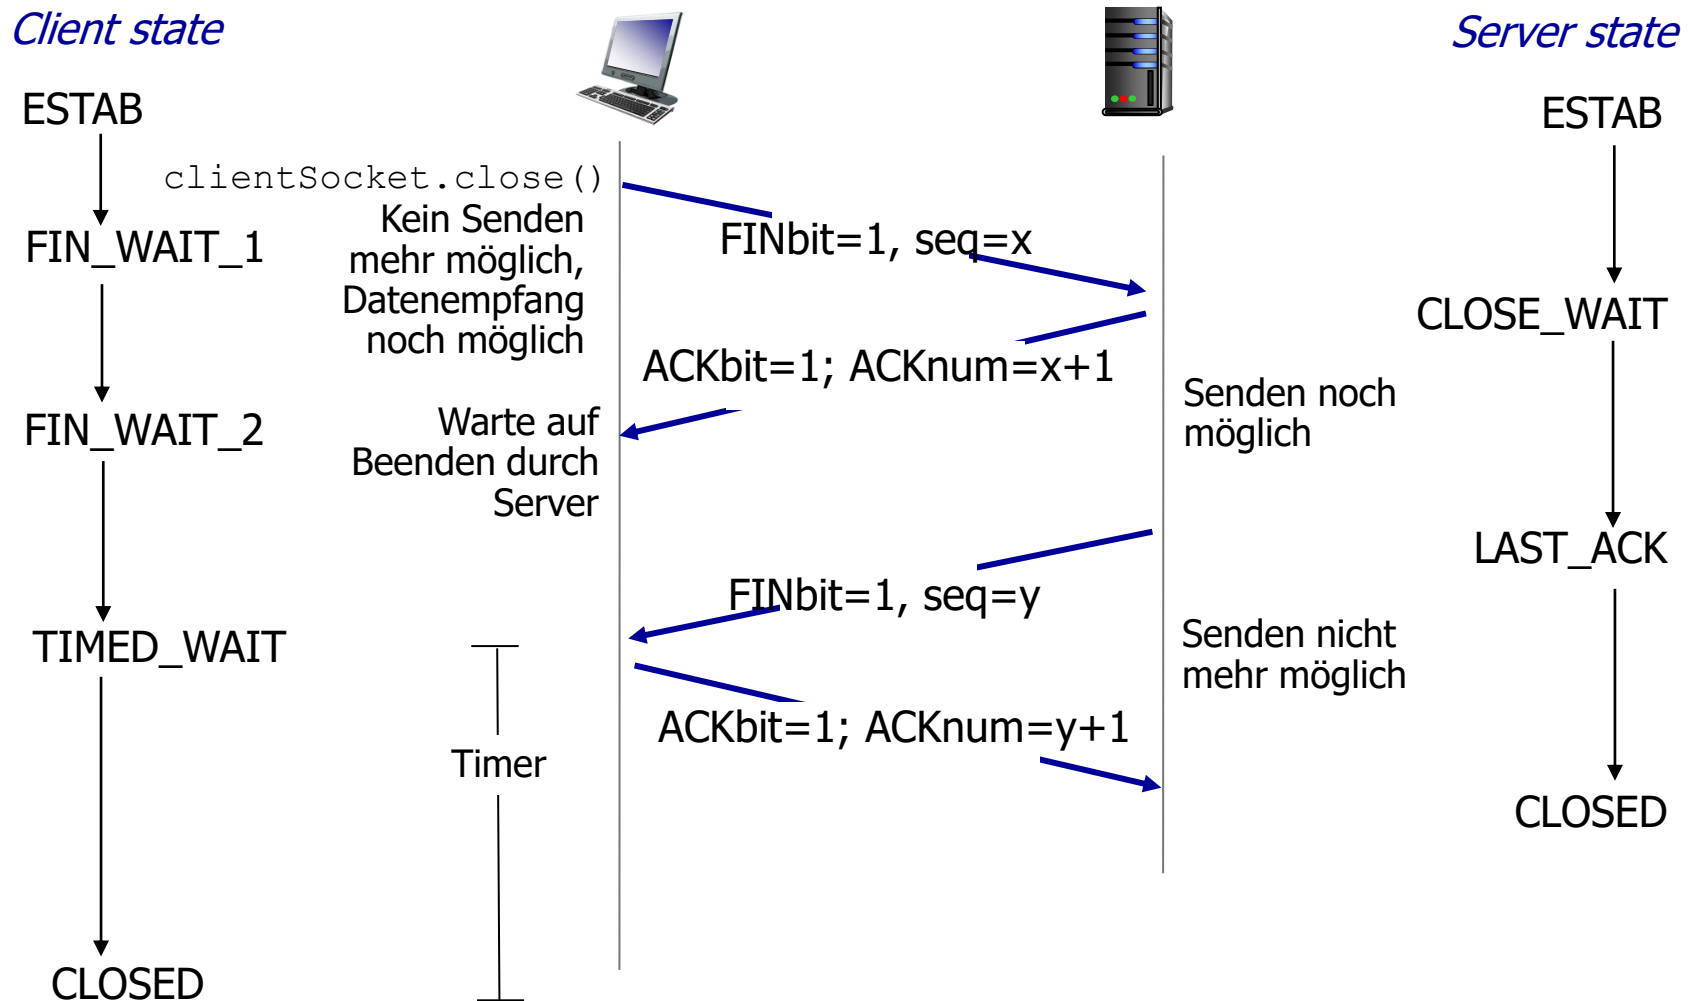 Client state
Server state
ESTAB
ESTAB
clientSocket.close()
Kein Senden
mehr möglich,
Datenempfang
noch möglich
FINbit=1, seq=x
FIN_WAIT_1
CLOSE_WAIT
ACKbit=1; ACKnum=x+1
Senden noch
möglich
FIN_WAIT_2
Warte auf
Beenden durch
Server
LAST_ACK
FINbit=1, seq=y
TIMED_WAIT
Senden nicht
mehr möglich
ACKbit=1; ACKnum=y+1
Timer
CLOSED
CLOSED